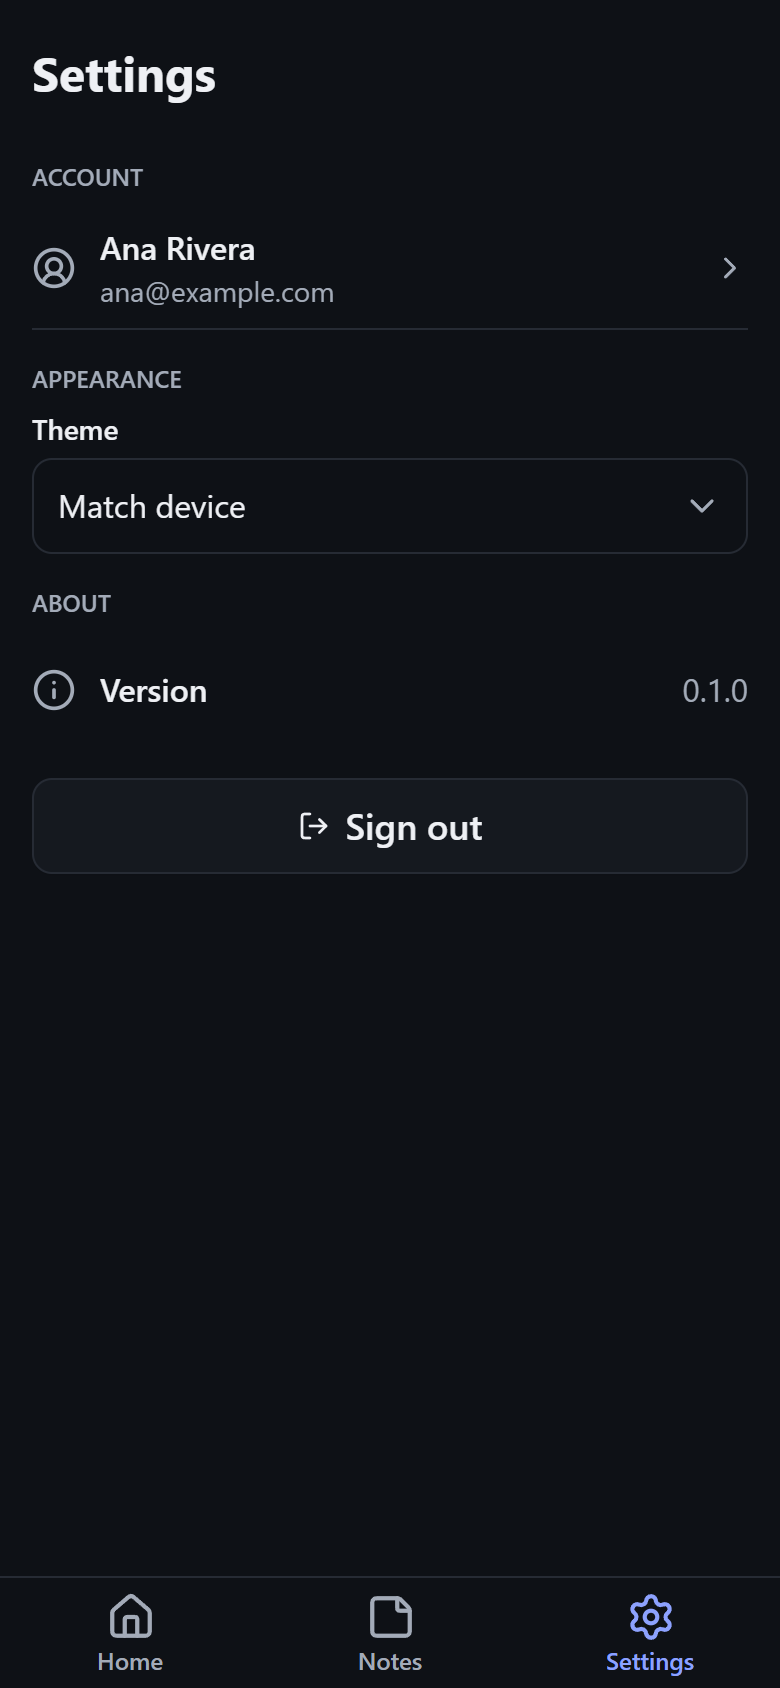 Settings
ACCOUNT
Ana Rivera
ana@example.com
APPEARANCE
Theme
Match device
ABOUT
Version 0.1.0
Sign out
Home Notes Settings